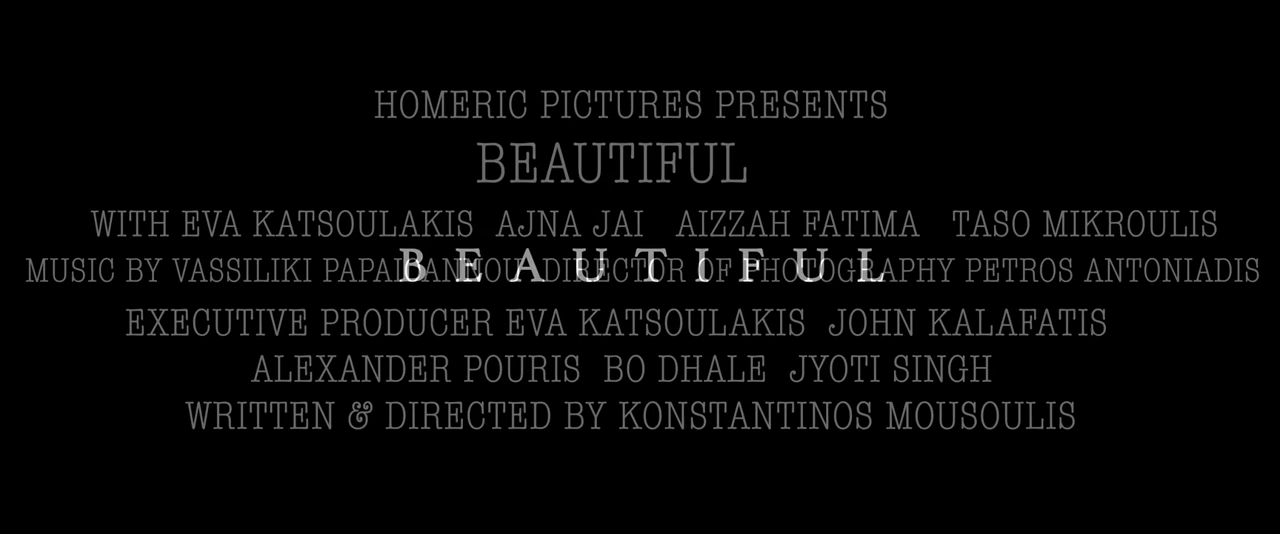 HOMERIC PICTURES PRESENTS
BEAUTIFUL
WITH EVA KATSOULAKIS AJNA JAI AIZZAH FATIMA TASO MIKROULIS
BEAUTIFUL
MUSIC BY VASSILIKI DIRECTOR OF PHOTOGRAPHY PETROS ANTONIADIS
EXECUTIVE PRODUCER EVA KATSOULAKIS JOHN KALAFATIS
ALEXANDER POURIS BO DHALE JYOTI SINGH
WRITTEN & DIRECTED BY KONSTANTINOS MOUSOULIS